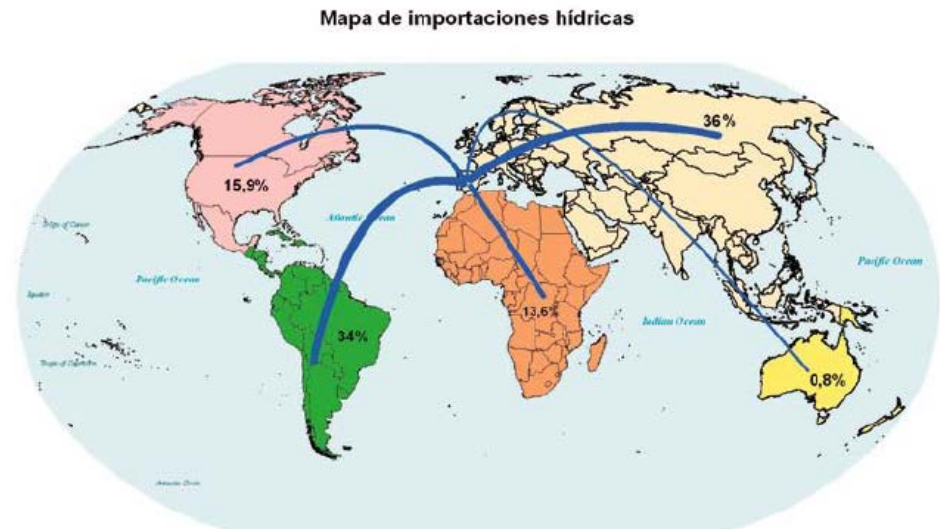 Mapa de importaciones hídricas
36%
15,9%
Atlantic Ocean
Pacific Ocean
Pacific Ocean
Equator
13,6%
Indian Ocean
34%
0,8%